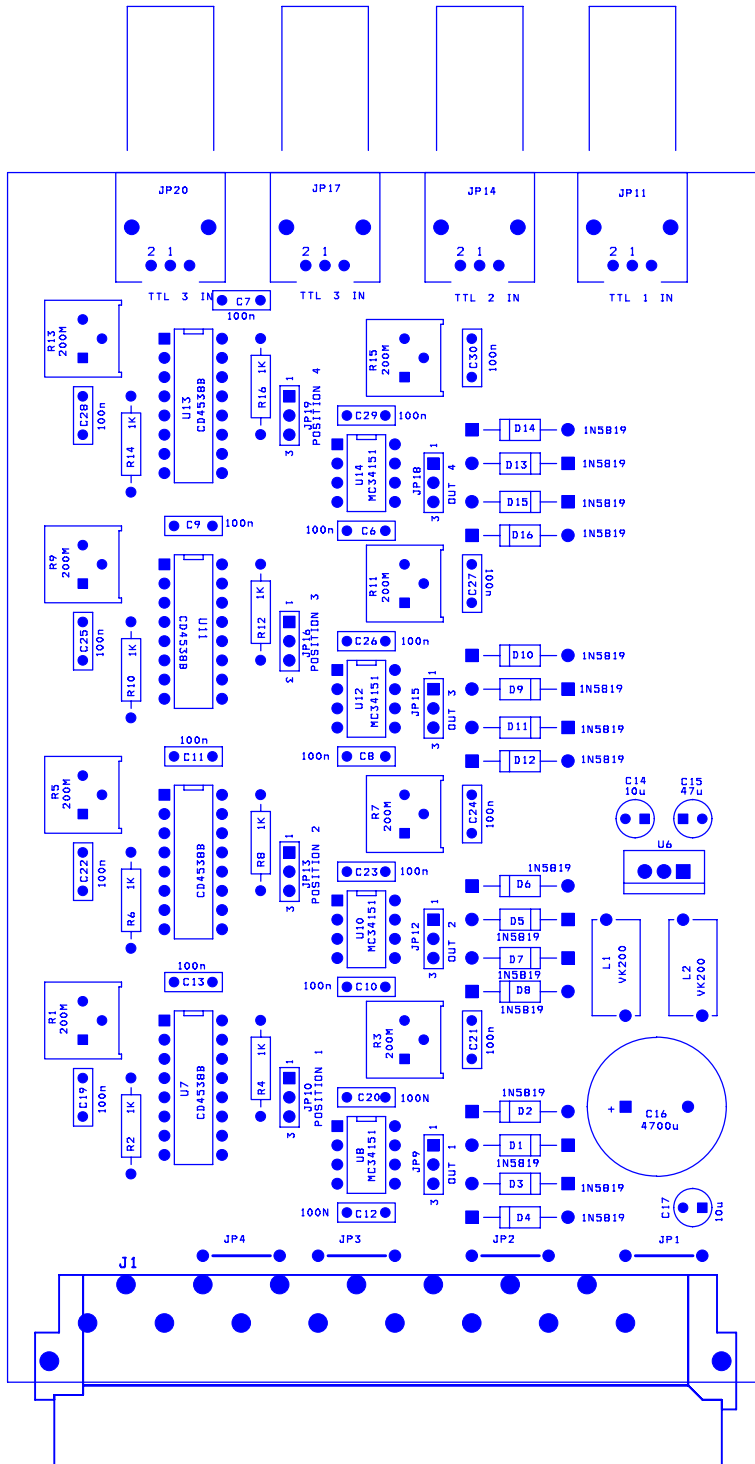 JP20
JP17
JP14
JP11
2 1
2 1
2 1
2 1
TTL 3 IN
TTL 3 IN
TTL 2 IN
TTL 1 IN
C7
100n
R13
200M
C28
100n
R14 1K
U13
CD4538B
R16 1K
1
JP19
POSITION 4
3
R15
200M
C30
100n
C29
100n
U14
MC34151
1
JP18
OUT 4
3
D14
1N5819
D13
1N5819
D15
1N5819
D16
1N5819
C9
100n
100n
C6
R9
200M
C25
100n
R10 1K
U11
CD4538B
R12 1K
1
JP16
POSITION 3
3
R11
200M
C27
100n
C26
100n
U12
MC34151
1
JP15
OUT 3
3
D10
1N5819
D9
1N5819
D11
1N5819
D12
1N5819
100n
C11
100n
C8
R5
200M
C22
100n
R6 1K
CD4538B
R8 1K
1
JP13
POSITION 2
3
R7
200M
C24
100n
C23
100n
U10
MC34151
1
JP12
OUT 2
3
1N5819
D6
D5
1N5819
D7
1N5819
D8
1N5819
C14
10u
C15
47u
U6
L1
VK200
L2
VK200
100n
C13
100n
C10
R1
200M
C19
100n
R2 1K
U7
CD4538B
R4 1K
1
JP10
POSITION 1
3
R3
200M
C21
100n
C20
100N
U8
MC34151
1
JP9
OUT 1
3
1N5819
D2
D1
1N5819
D3
1N5819
D4
1N5819
+
C16
4700u
C17
10u
100N
C12
JP4
JP3
JP2
JP1
J1